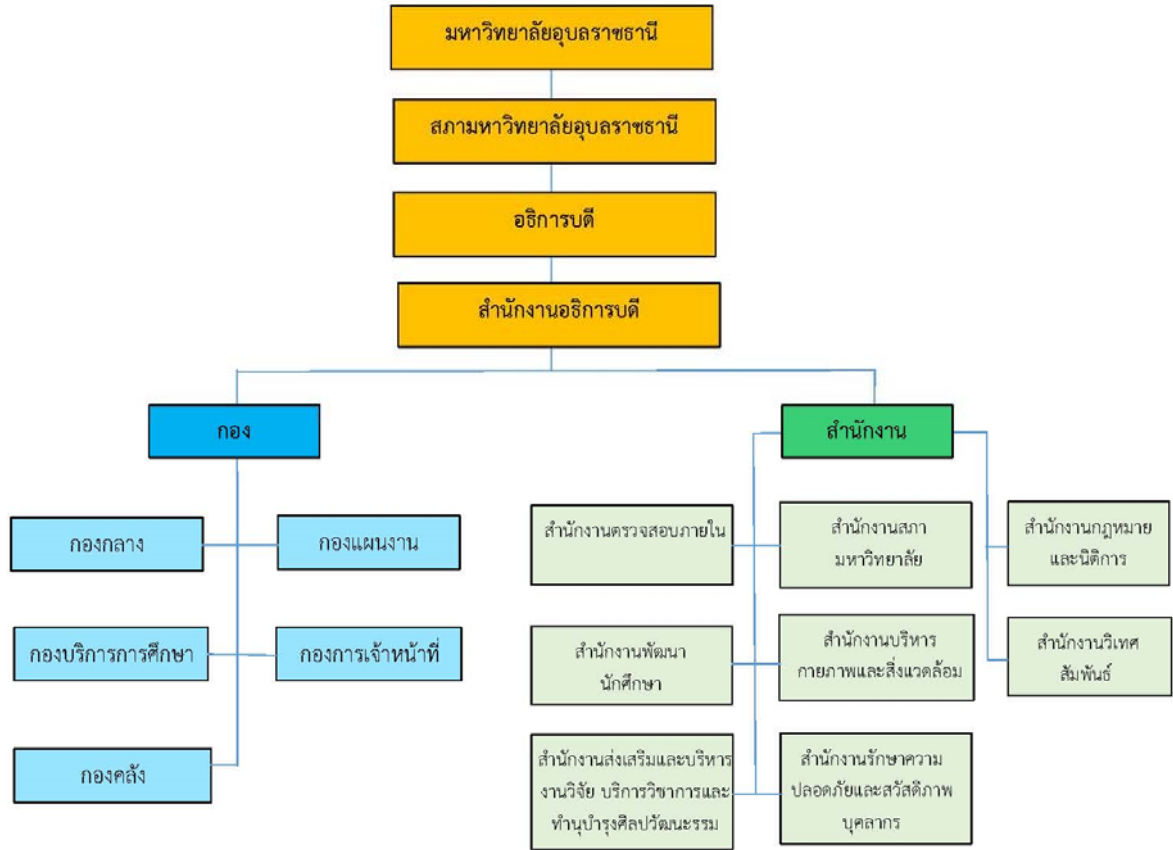 มหาวิทยาลัยอุบลราชธานี
สภามหาวิทยาลัยอุบลราชธานี
อธิการบดี
สำนักงานอธิการบดี
กอง
สำนักงาน
กองกลาง
กองแผนงาน
กองบริการการศึกษา
กองการเจ้าหน้าที่
กองคลัง
สำนักงานตรวจสอบภายใน
สำนักงานสภา
มหาวิทยาลัย
สำนักงานกฎหมาย
และนิติการ
สำนักงานพัฒนา
นักศึกษา
สำนักงานบริหาร
กายภาพและสิ่งแวดล้อม
สำนักงานวิเทศ
สัมพันธ์
สำนักงานส่งเสริมและบริหาร
งานวิจัย บริการวิชาการและ
ทำนุบำรุงศิลปวัฒนะรรม
สำนักงานรักษาความ
ปลอดภัยและสวัสดิภาพ
บุคลากร